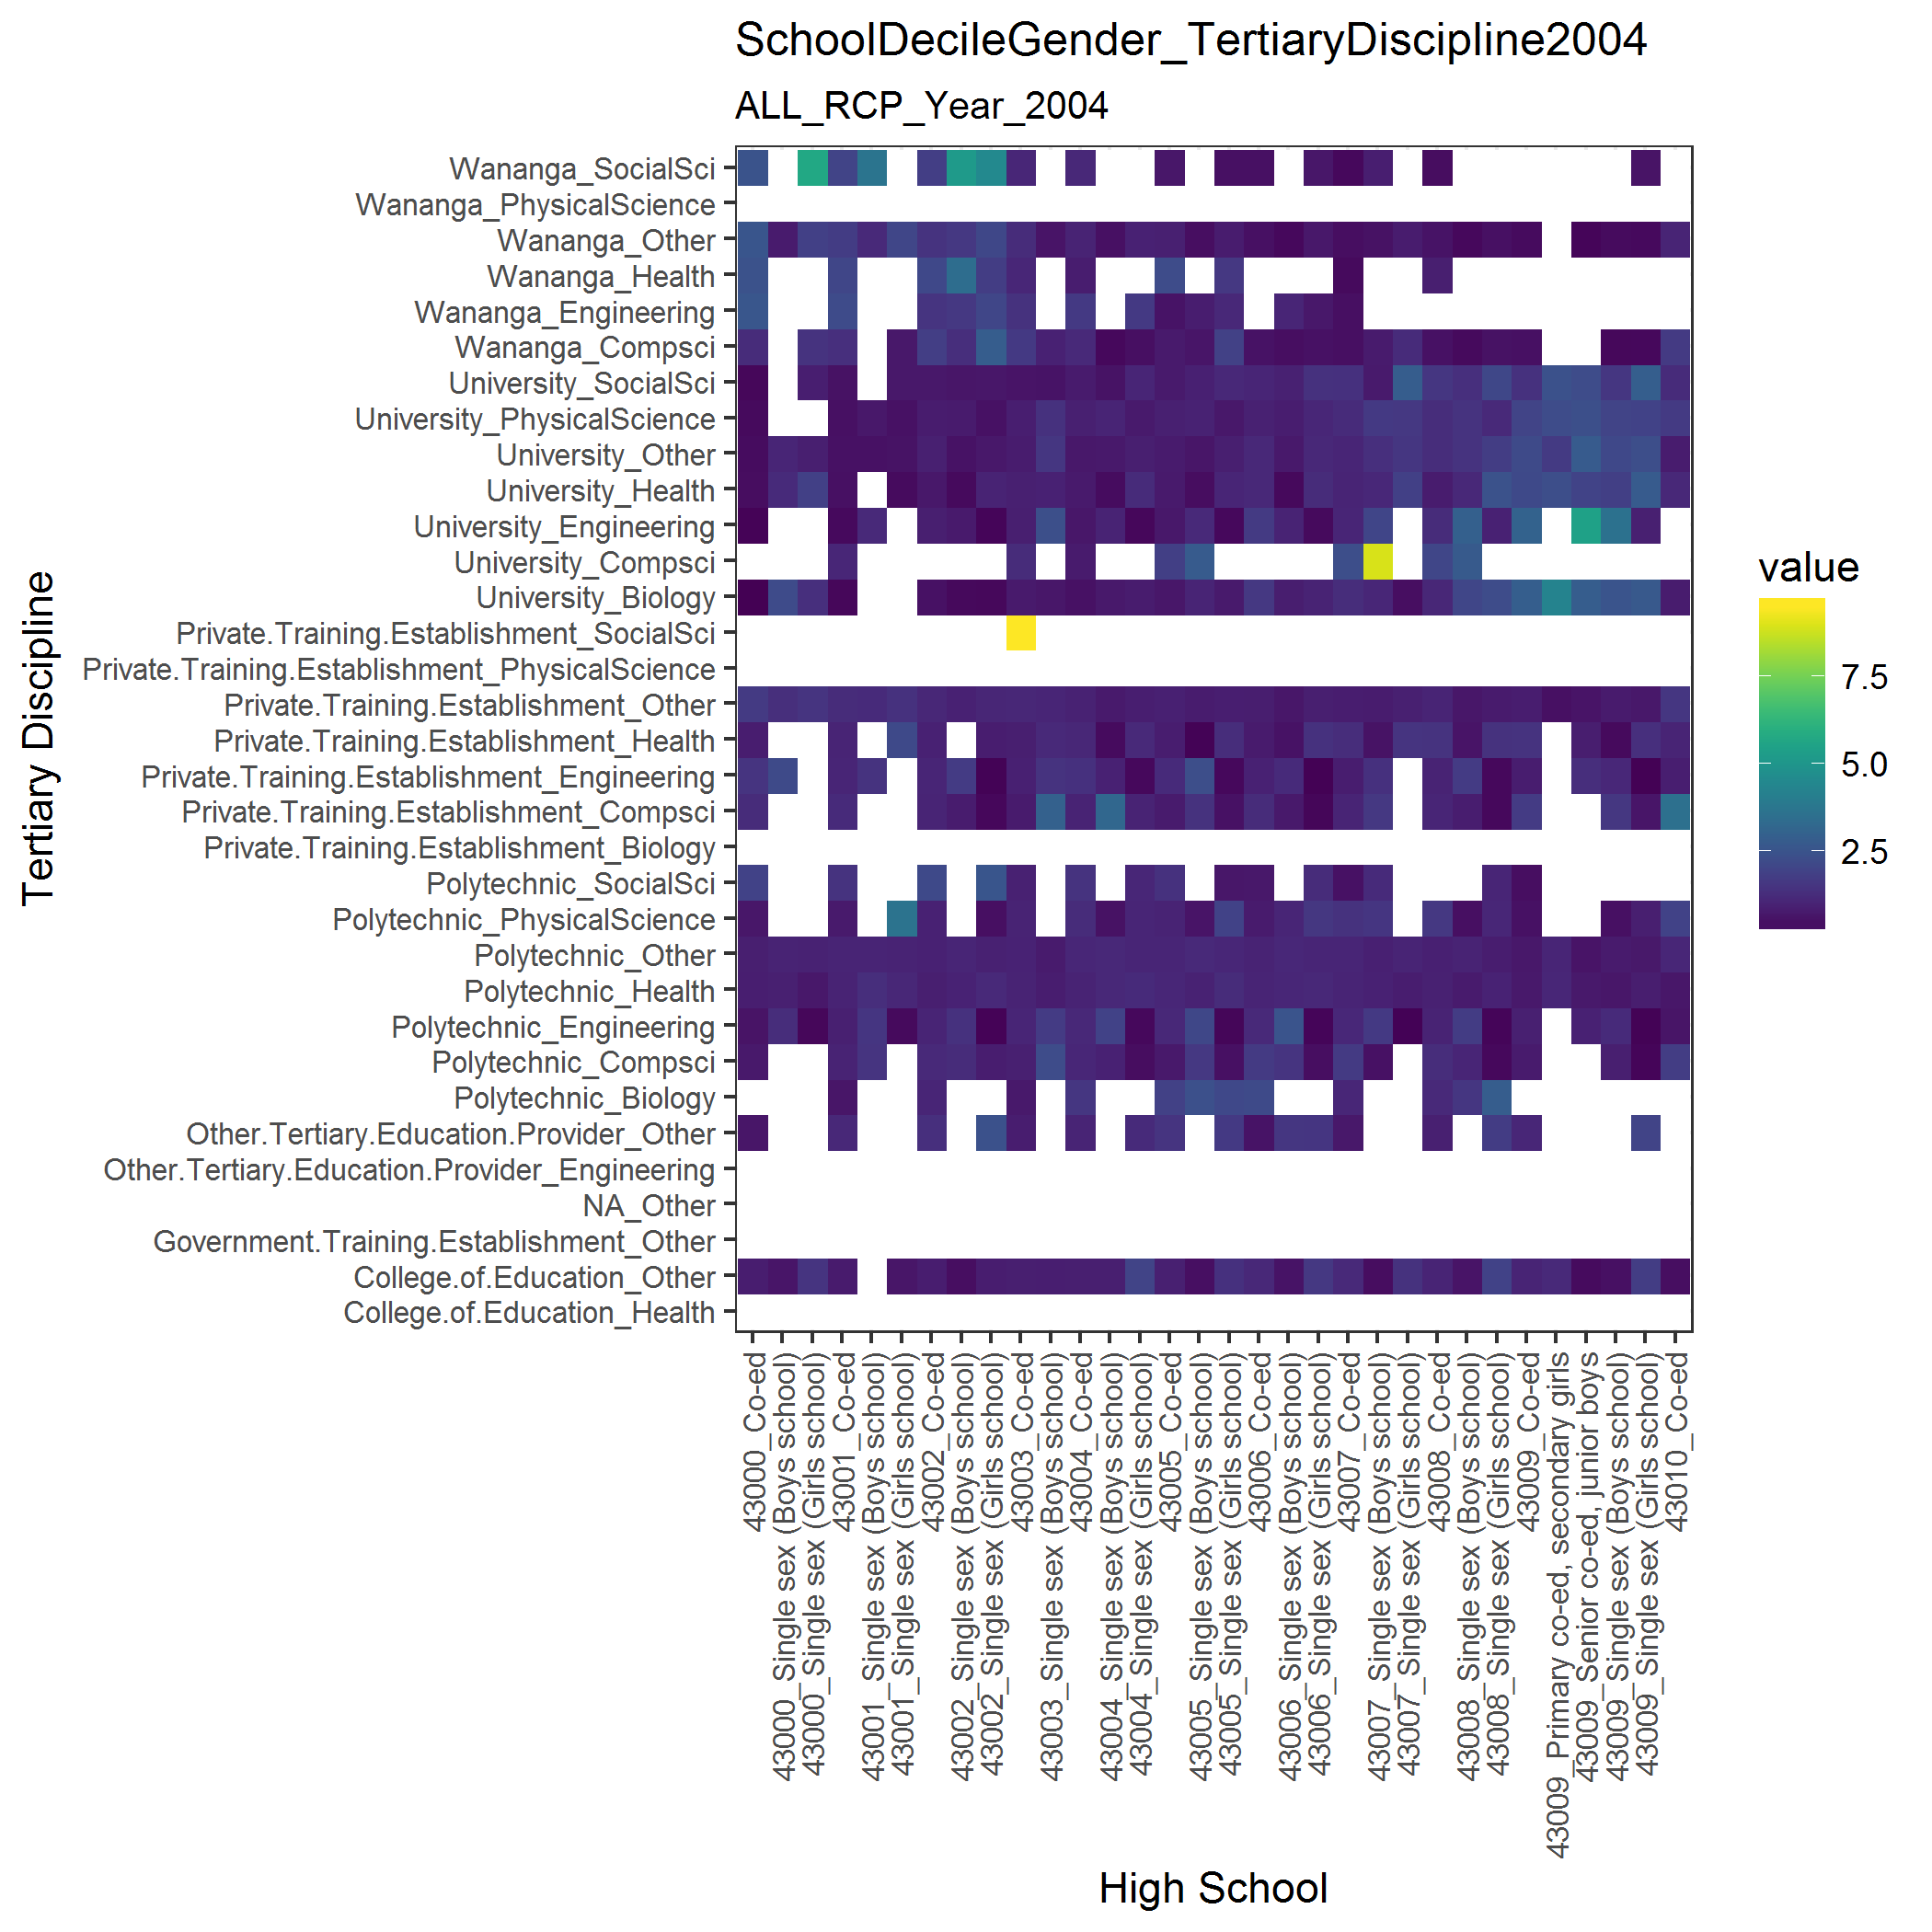 SchoolDecileGender_TertiaryDiscipline2004
ALL_RCP_Year_2004
Tertiary Discipline
Wananga_SocialSci
Wananga_PhysicalScience
Wananga_Other
Wananga_Health
Wananga_Engineering
Wananga_Compsci
University_SocialSci
University_PhysicalScience
University_Other
University_Health
University_Engineering
University_Compsci
University_Biology
Private.Training.Establishment_SocialSci
Private.Training.Establishment_PhysicalScience
Private.Training.Establishment_Other
Private.Training.Establishment_Health
Private.Training.Establishment_Engineering
Private.Training.Establishment_Compsci
Private.Training.Establishment_Biology
Polytechnic_SocialSci
Polytechnic_PhysicalScience
Polytechnic_Other
Polytechnic_Health
Polytechnic_Engineering
Polytechnic_Compsci
Polytechnic_Biology
Other.Tertiary.Education.Provider_Other
Other.Tertiary.Education.Provider_Engineering
NA_Other
Government.Training.Establishment_Other
College.of.Education_Other
College.of.Education_Health
43000_Co-ed
43000_Single sex (Boys school)
43000_Single sex (Girls school)
43001_Co-ed
43001_Single sex (Boys school)
43001_Single sex (Girls school)
43002_Co-ed
43002_Single sex (Boys school)
43002_Single sex (Girls school)
43003_Co-ed
43003_Single sex (Boys school)
43004_Co-ed
43004_Single sex (Boys school)
43004_Single sex (Girls school)
43005_Co-ed
43005_Single sex (Boys school)
43005_Single sex (Girls school)
43006_Co-ed
43006_Single sex (Boys school)
43006_Single sex (Girls school)
43007_Co-ed
43007_Single sex (Boys school)
43007_Single sex (Girls school)
43008_Co-ed
43008_Single sex (Boys school)
43008_Single sex (Girls school)
43009_Co-ed
43009_Primary co-ed, secondary girls
43009_Senior co-ed, junior boys
43009_Single sex (Boys school)
43009_Single sex (Girls school)
43010_Co-ed
High School
value
7.5
5.0
2.5